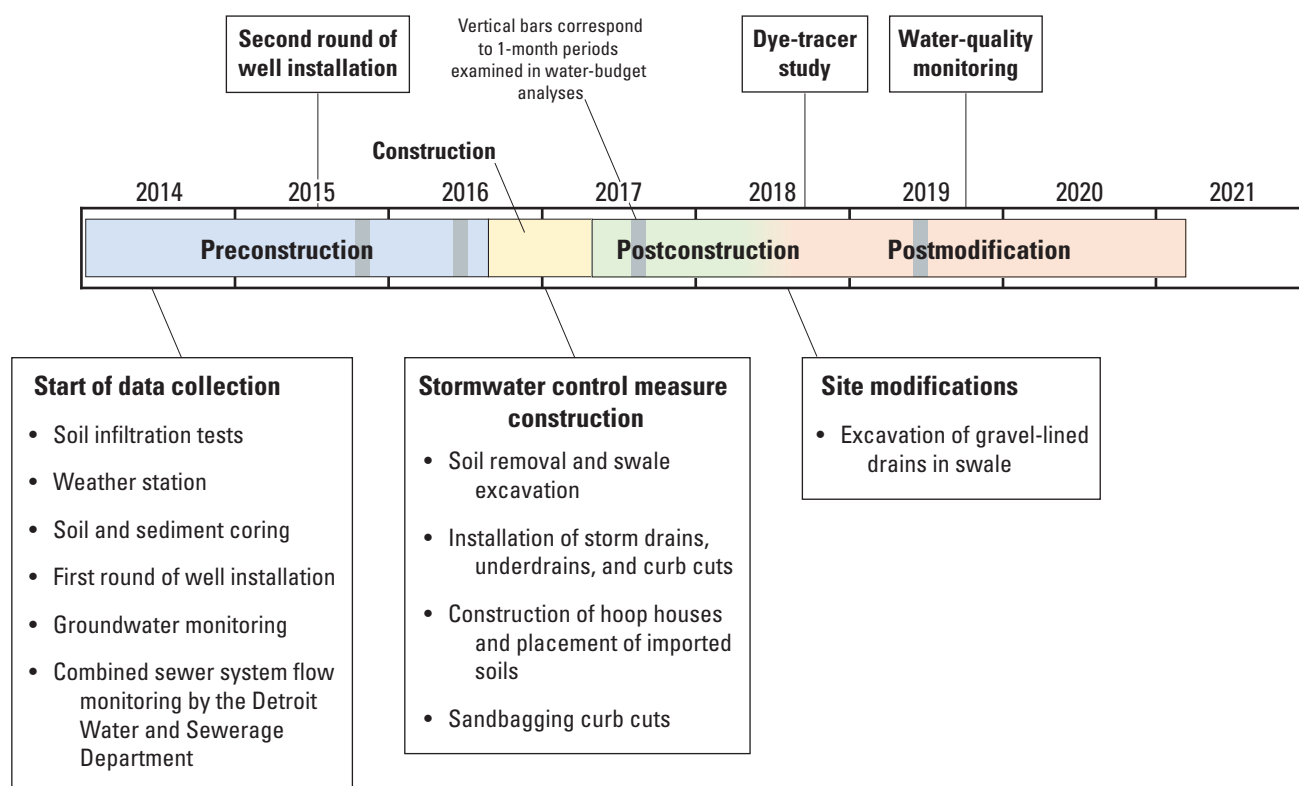 Second round of
well installation
Vertical bars correspond
to 1-month periods
examined in water-budget
analyses
Dye-tracer
study
Water-quality
monitoring
Construction
2014
2015
2016
2017
2018
2019
2020
2021
Preconstruction
Postconstruction
Postmodification
Start of data collection
• Soil infiltration tests
• Weather station
• Soil and sediment coring
• First round of well installation
• Groundwater monitoring
• Combined sewer system flow
monitoring by the Detroit
Water and Sewerage
Department
Stormwater control measure
construction
• Soil removal and swale
excavation
• Installation of storm drains,
underdrains, and curb cuts
• Construction of hoop houses
and placement of imported
soils
• Sandbagging curb cuts
Site modifications
• Excavation of gravel-lined
drains in swale